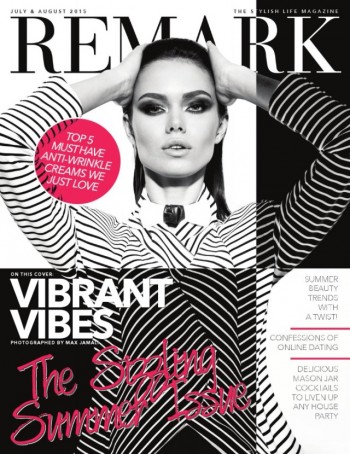 JULY & AUGUST 2015
THE STYLISH LIFE MAGAZINE
REMARK
TOP 5
MUST HAVE
ANTI-WRINKLE
CREAMS WE
JUST LOVE
ON THIS COVER:
VIBRANT
VIBES
PHOTOGRAPHED BY MAX JAMALI
The Sizzling
Summer Issue
SUMMER
BEAUTY
TRENDS
WITH
A TWIST!
CONFESSIONS OF
ONLINE DATING
DELICIOUS
MASON JAR
COCKTAILS
TO LIVEN UP
ANY HOUSE
PARTY